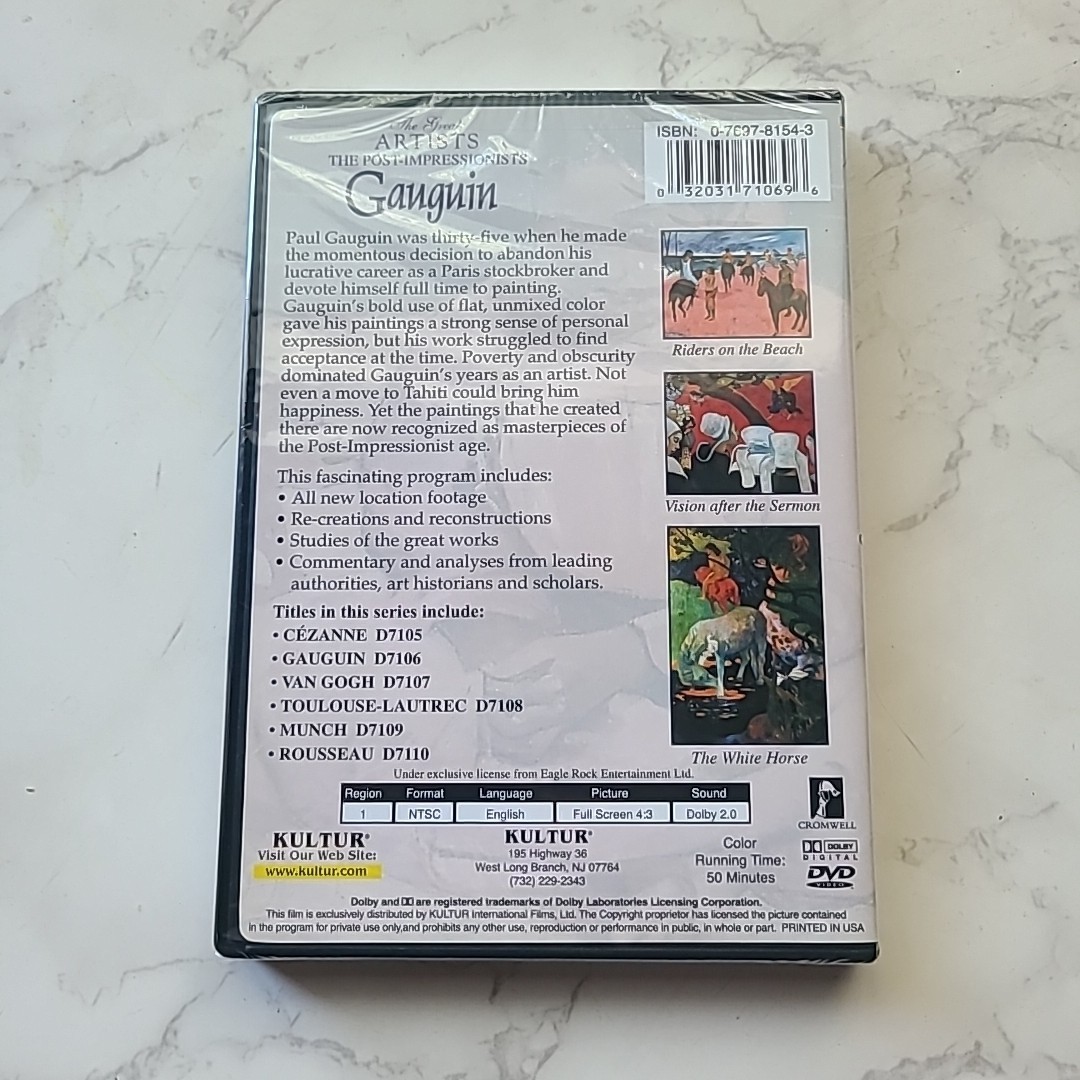 The Great
ARTISTS
THE POST-IMPRESSIONISTS
Gauguin
ISBN: 0-7697-8154-3
0 32031 71069 6
Paul Gauguin was thirty-five when he made
the momentous decision to abandon his
lucrative career as a Paris stockbroker and
devote himself full time to painting.
Gauguin's bold use of flat, unmixed color
gave his paintings a strong sense of personal
expression, but his work struggled to find
acceptance at the time. Poverty and obscurity
dominated Gauguin's years as an artist. Not
even a move to Tahiti could bring him
happiness. Yet the paintings that he created
there are now recognized as masterpieces of
the Post-Impressionist age.
This fascinating program includes:
• All new location footage
• Re-creations and reconstructions
• Studies of the great works
• Commentary and analyses from leading
authorities, art historians and scholars.
Titles in this series include:
• CÉZANNE D7105
• GAUGUIN D7106
• VAN GOGH D7107
• TOULOUSE-LAUTREC D7108
• MUNCH D7109
• ROUSSEAU D7110
Riders on the Beach
Vision after the Sermon
The White Horse
Under exclusive license from Eagle Rock Entertainment Ltd.
Region Format Language Picture Sound
1 NTSC English Full Screen 4:3 Dolby 2.0
CROMWELL
KULTUR®
Visit Our Web Site:
www.kultur.com
KULTUR®
195 Highway 36
West Long Branch, NJ 07764
(732) 229-2343
Color
Running Time:
50 Minutes
DOLBY
DIGITAL
DVD
VIDEO
Dolby and DD are registered trademarks of Dolby Laboratories Licensing Corporation.
This film is exclusively distributed by KULTUR International Films, Ltd. The Copyright proprietor has licensed the picture contained
in the program for private use only,and prohibits any other use, reproduction or performance in public, in whole or part. PRINTED IN USA